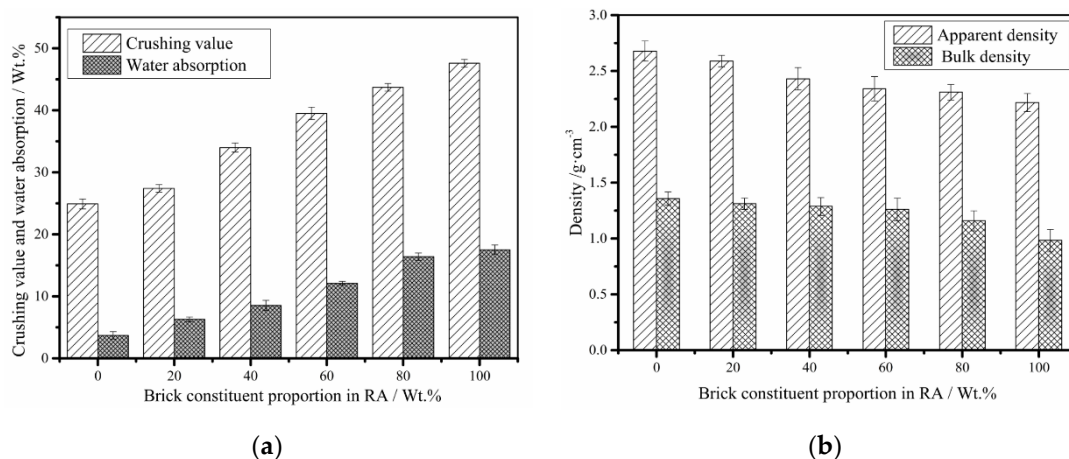 Crushing value and water absorption / Wt.%
50
40
30
20
10
0
Crushing value
Water absorption
0 20 40 60 80 100
Brick constituent proportion in RA / Wt.%
(a)
Density /g·cm-3
3.0
2.5
2.0
1.5
1.0
0.5
0.0
Apparent density
Bulk density
0 20 40 60 80 100
Brick constituent proportion in RA / Wt.%
(b)